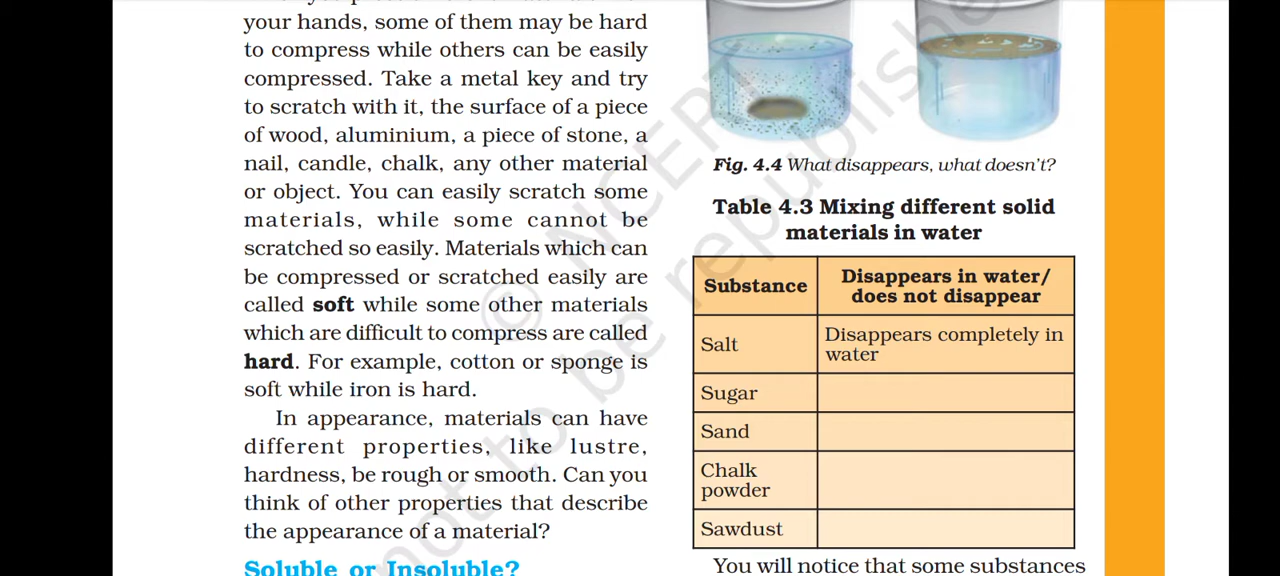 your hands, some of them may be hard
to compress while others can be easily
compressed. Take a metal key and try
to scratch with it, the surface of a piece
of wood, aluminium, a piece of stone, a
nail, candle, chalk, any other material
or object. You can easily scratch some
materials, while some cannot be
scratched so easily. Materials which can
be compressed or scratched easily are
called soft while some other materials
which are difficult to compress are called
hard. For example, cotton or sponge is
soft while iron is hard.
In appearance, materials can have
different properties, like lustre,
hardness, be rough or smooth. Can you
think of other properties that describe
the appearance of a material?
Soluble or Insoluble?
Fig. 4.4 What disappears, what doesn't?
Table 4.3 Mixing different solid
materials in water
Substance
Disappears in water/
does not disappear
Salt
Disappears completely in
water
Sugar
Sand
Chalk
powder
Sawdust
You will notice that some substances
© NCERT
not to be republishe